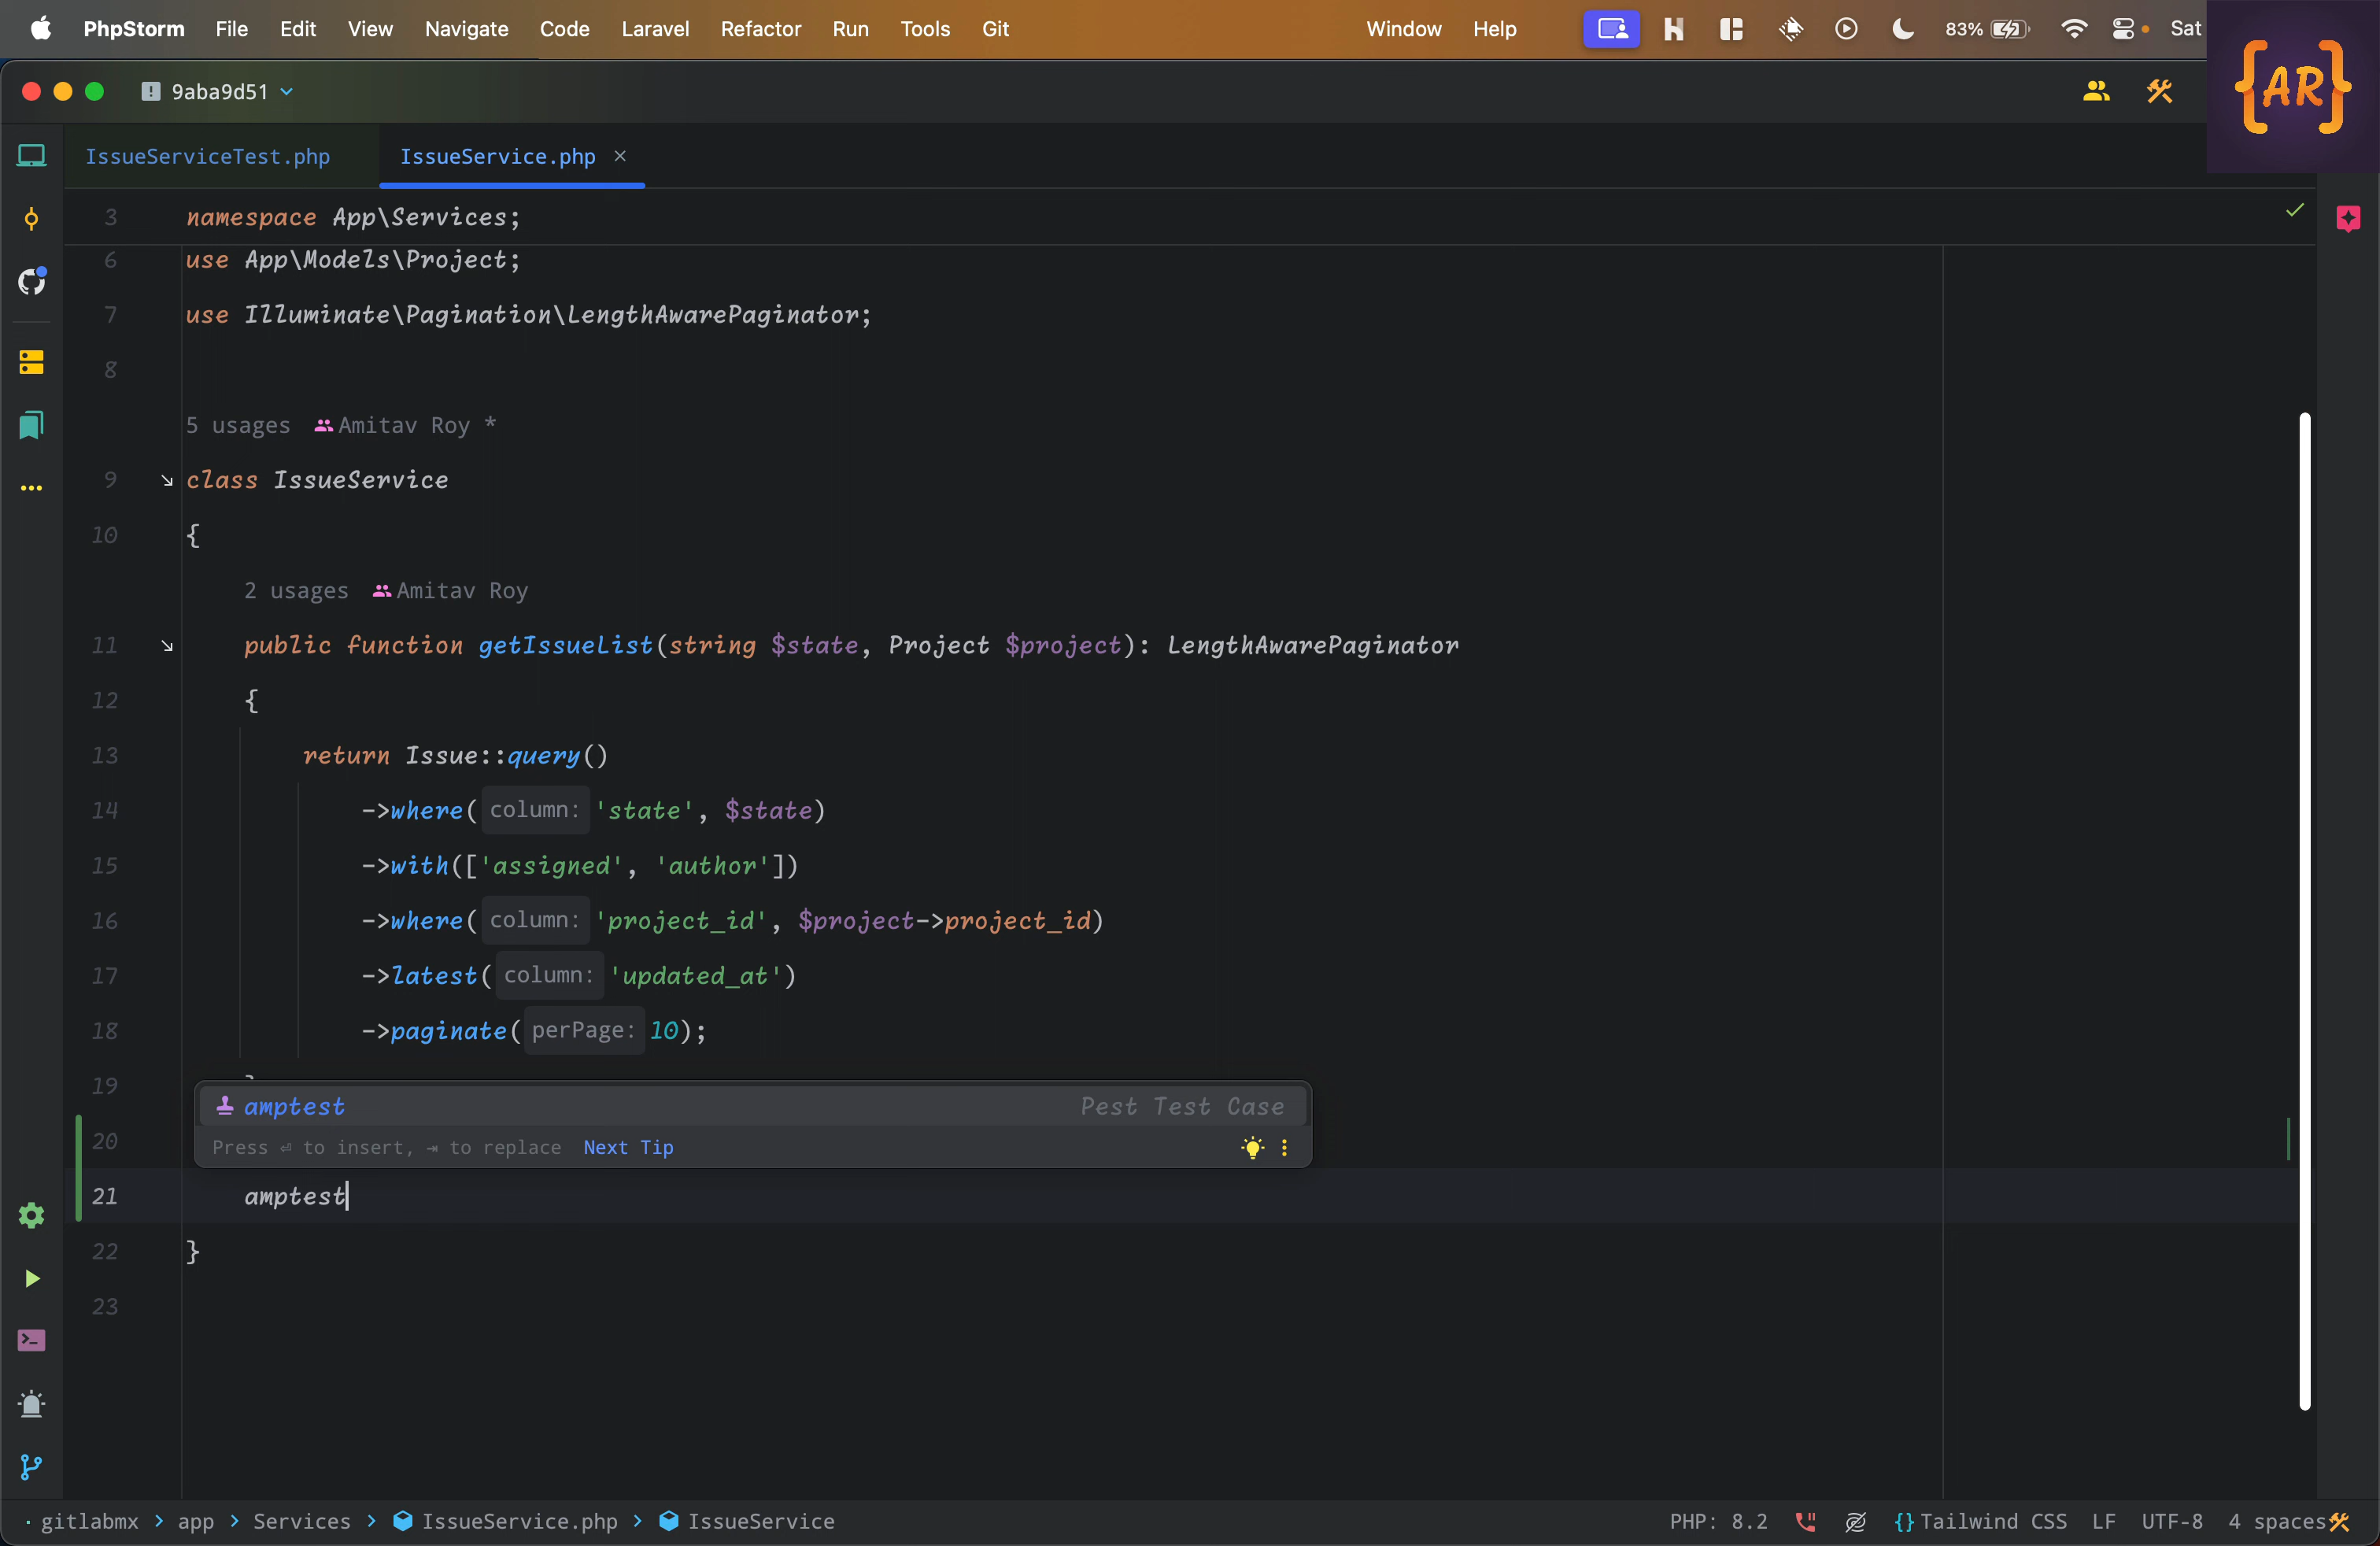 PhpStorm File Edit View Navigate Code Laravel Refactor Run Tools Git Window Help 83% Sat
{AR}
9aba9d51
IssueServiceTest.php IssueService.php
3 namespace App\Services;
6 use App\Models\Project;
7 use Illuminate\Pagination\LengthAwarePaginator;
8
5 usages Amitav Roy *
9 class IssueService
10 {
2 usages Amitav Roy
11 public function getIssueList(string $state, Project $project): LengthAwarePaginator
12 {
13 return Issue::query()
14 ->where( column: 'state', $state)
15 ->with(['assigned', 'author'])
16 ->where( column: 'project_id', $project->project_id)
17 ->latest( column: 'updated_at')
18 ->paginate( perPage: 10);
19
amptest Pest Test Case
20
Press ⏎ to insert, ⇥ to replace Next Tip
21 amptest
22 }
23
gitlabmx > app > Services > IssueService.php > IssueService PHP: 8.2 {} Tailwind CSS LF UTF-8 4 spaces